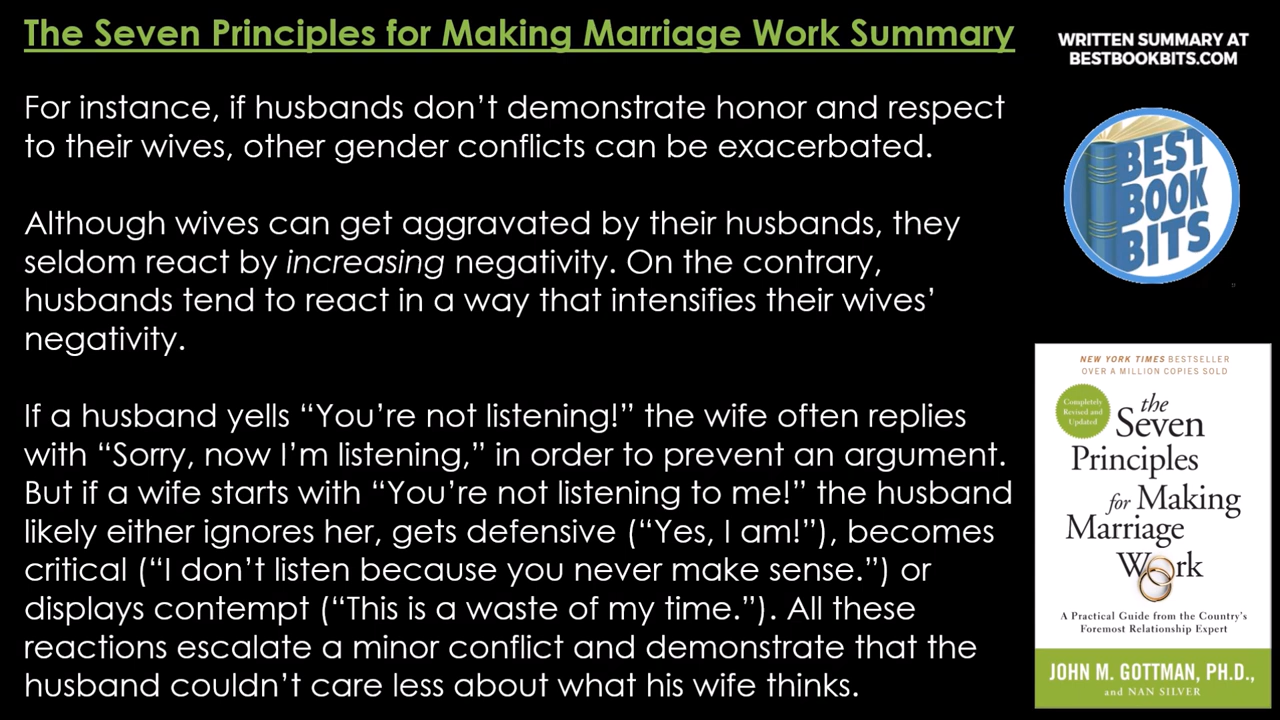 The Seven Principles for Making Marriage Work Summary
For instance, if husbands don’t demonstrate honor and respect
to their wives, other gender conflicts can be exacerbated.
Although wives can get aggravated by their husbands, they
seldom react by increasing negativity. On the contrary,
husbands tend to react in a way that intensifies their wives’
negativity.
If a husband yells “You’re not listening!” the wife often replies
with “Sorry, now I’m listening,” in order to prevent an argument.
But if a wife starts with “You’re not listening to me!” the husband
likely either ignores her, gets defensive (“Yes, I am!”), becomes
critical (“I don’t listen because you never make sense.”) or
displays contempt (“This is a waste of my time.”). All these
reactions escalate a minor conflict and demonstrate that the
husband couldn’t care less about what his wife thinks.
WRITTEN SUMMARY AT
BESTBOOKBITS.COM
BEST
BOOK
BITS
NEW YORK TIMES BESTSELLER
OVER A MILLION COPIES SOLD
Completely
Revised and
Updated
the
Seven
Principles
for Making
Marriage
Work
A Practical Guide from the Country's
Foremost Relationship Expert
JOHN M. GOTTMAN, PH.D.,
and NAN SILVER